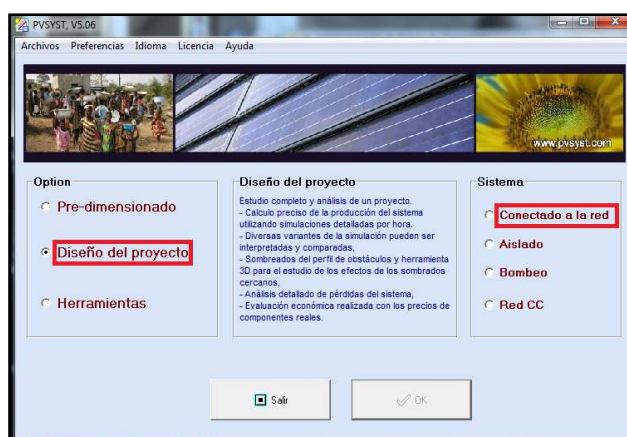 PVSYST, V5.06
Archivos Preferencias Idioma Licencia Ayuda
www.pvsyst.com
Option
Pre-dimensionado
Diseño del proyecto
Herramientas
Diseño del proyecto
Estudio completo y análisis de un proyecto.
- Calculo preciso de la producción del sistema
utilizando simulaciones detalladas por hora.
- Diversas variantes de la simulación pueden ser
interpretadas y comparadas,
- Sombreados del perfil de obstáculos y herramienta
3D para el estudio de los efectos de los sombrados
cercanos,
- Análisis detallado de pérdidas del sistema,
- Evaluación económica realizada con los precios de
componentes reales.
Sistema
Conectado a la red
Aislado
Bombeo
Red CC
Salir
OK